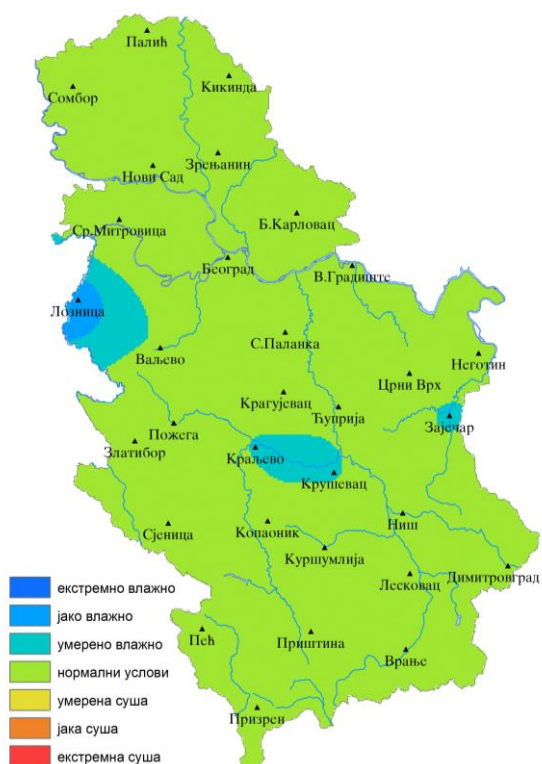 Палић
Кикинда
Сомбор
Зрењанин
Нови Сад
Б.Карловац
Ср.Митровица
Београд
В.Градиште
Лозница
С.Паланка
Ваљево
Неготин
Црни Врх
Крагујевац
Ћуприја
Зајечар
Пожега
Златибор
Краљево
Крушевац
Ниш
Сјеница
Копаоник
Куршумлија
Димитровград
Лесковац
Пећ
Приштина
Врање
Призрен
екстремно влажно
јако влажно
умерено влажно
нормални услови
умерена суша
јака суша
екстремна суша